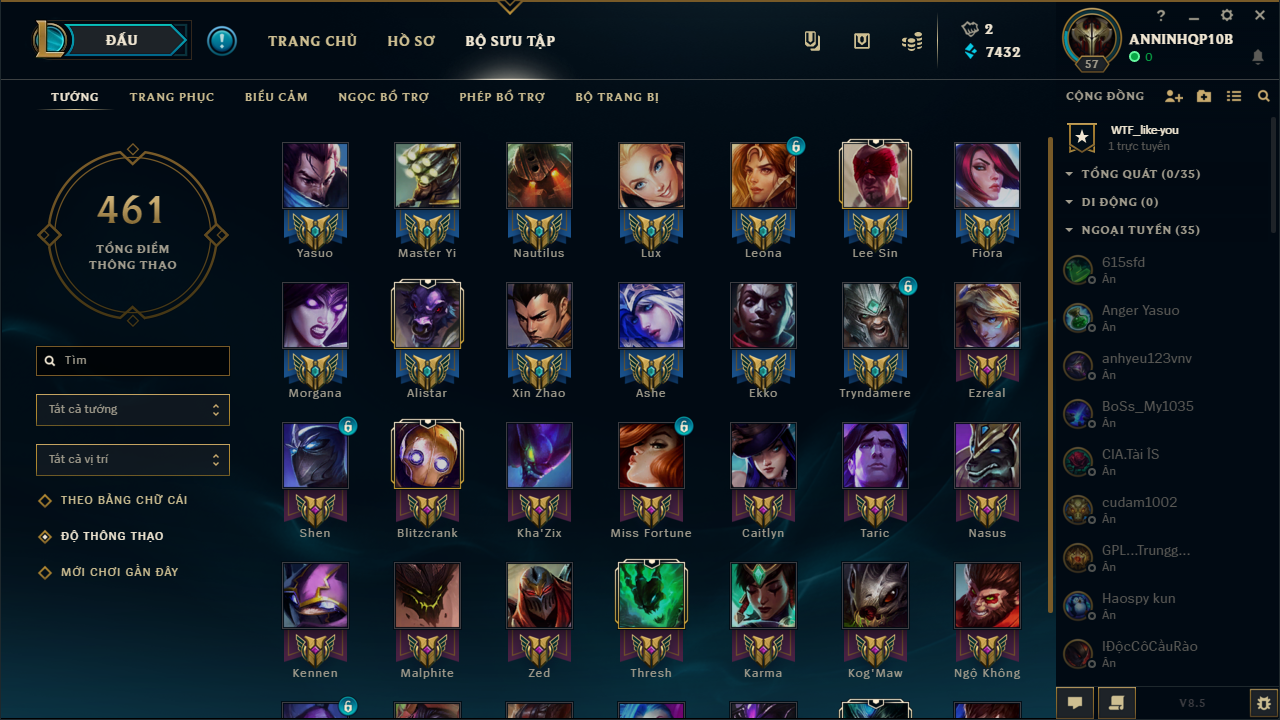 ĐẤU
!
TRANG CHỦ
HỒ SƠ
BỘ SƯU TẬP
2
7432
?
57
ANNINHQP10B
0
TƯỚNG
TRANG PHỤC
BIỂU CẢM
NGỌC BỔ TRỢ
PHÉP BỔ TRỢ
BỘ TRANG BỊ
CỘNG ĐỒNG
461
TỔNG ĐIỂM
THÔNG THẠO
Tìm
Tất cả tướng
Tất cả vị trí
THEO BẢNG CHỮ CÁI
ĐỘ THÔNG THẠO
MỚI CHƠI GẦN ĐÂY
6
Yasuo
Master Yi
Nautilus
Lux
Leona
Lee Sin
Fiora
6
Morgana
Alistar
Xin Zhao
Ashe
Ekko
Tryndamere
Ezreal
6
6
Shen
Blitzcrank
Kha'Zix
Miss Fortune
Caitlyn
Taric
Nasus
Kennen
Malphite
Zed
Thresh
Karma
Kog'Maw
Ngộ Không
6
WTF_like-you
1 trực tuyến
TỔNG QUÁT (0/35)
DI ĐỘNG (0)
NGOẠI TUYẾN (35)
615sfd
Ẩn
Anger Yasuo
Ẩn
anhyeu123vnv
Ẩn
BoSs_My1035
Ẩn
Ẩn
cudam1002
Ẩn
GPL...Trungg...
Ẩn
Haospy kun
Ẩn
lĐộcCôCầuRào
Ẩn
V8.5